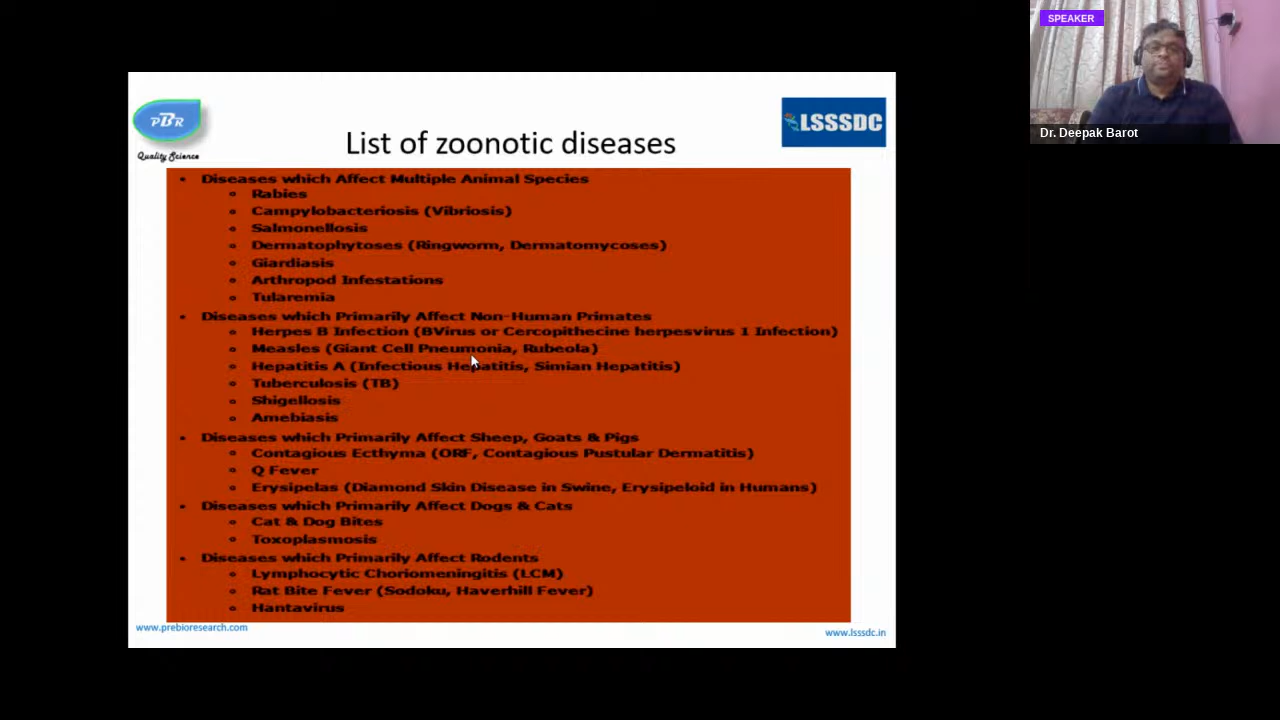 SPEAKER
Dr. Deepak Barot
PBR
Quality Science
LSSSDC
List of zoonotic diseases
• Diseases which Affect Multiple Animal Species
Rabies
Campylobacteriosis (Vibriosis)
Salmonellosis
Dermatophytoses (Ringworm, Dermatomycoses)
Giardiasis
Arthropod Infestations
Tularemia
• Diseases which Primarily Affect Non-Human Primates
Herpes B Infection (BVirus or Cercopithecine herpesvirus 1 Infection)
Measles (Giant Cell Pneumonia, Rubeola)
Hepatitis A (Infectious Hepatitis, Simian Hepatitis)
Tuberculosis (TB)
Shigellosis
Amebiasis
• Diseases which Primarily Affect Sheep, Goats & Pigs
Contagious Ecthyma (ORF, Contagious Pustular Dermatitis)
Q Fever
Erysipelas (Diamond Skin Disease in Swine, Erysipeloid in Humans)
• Diseases which Primarily Affect Dogs & Cats
Cat & Dog Bites
Toxoplasmosis
• Diseases which Primarily Affect Rodents
Lymphocytic Choriomeningitis (LCM)
Rat Bite Fever (Sodoku, Haverhill Fever)
Hantavirus
www.prebioresearch.com
www.lsssdc.in